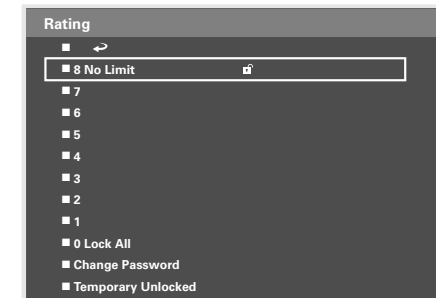 Rating
8 No Limit
7
6
5
4
3
2
1
0 Lock All
Change Password
Temporary Unlocked